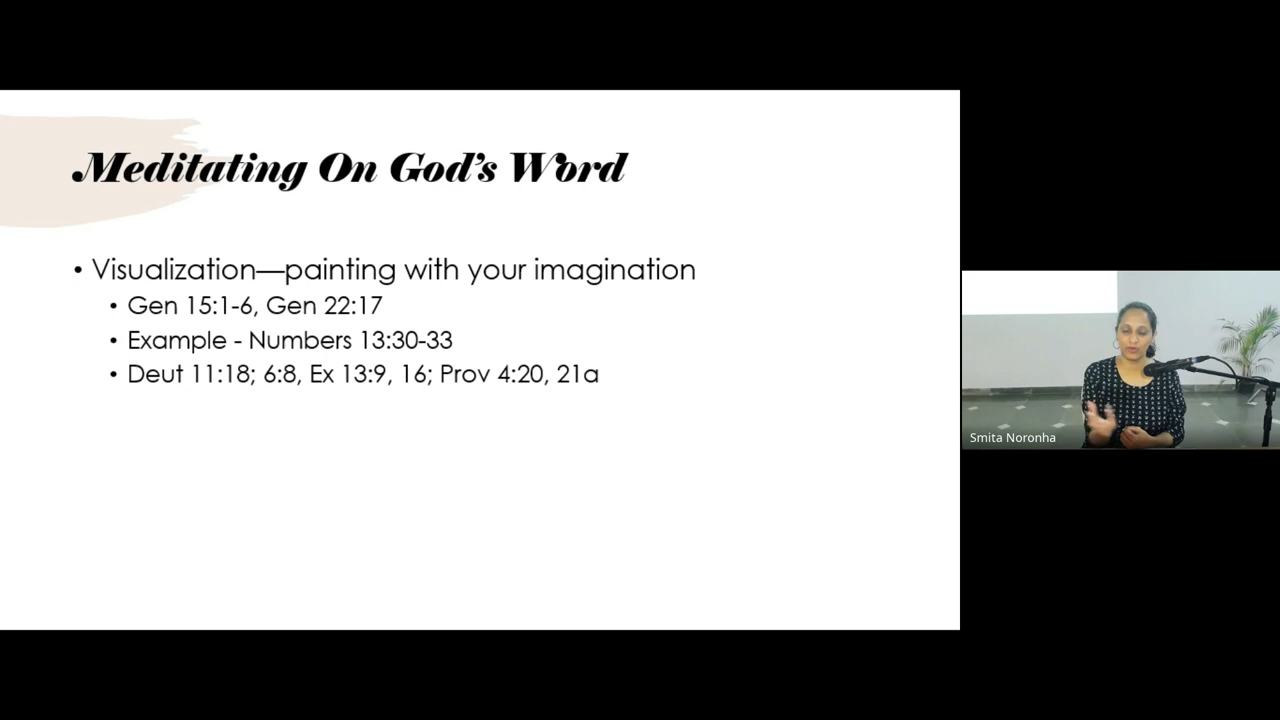 Meditating On God's Word
• Visualization—painting with your imagination
• Gen 15:1-6, Gen 22:17
• Example - Numbers 13:30-33
• Deut 11:18; 6:8, Ex 13:9, 16; Prov 4:20, 21a
Smita Noronha